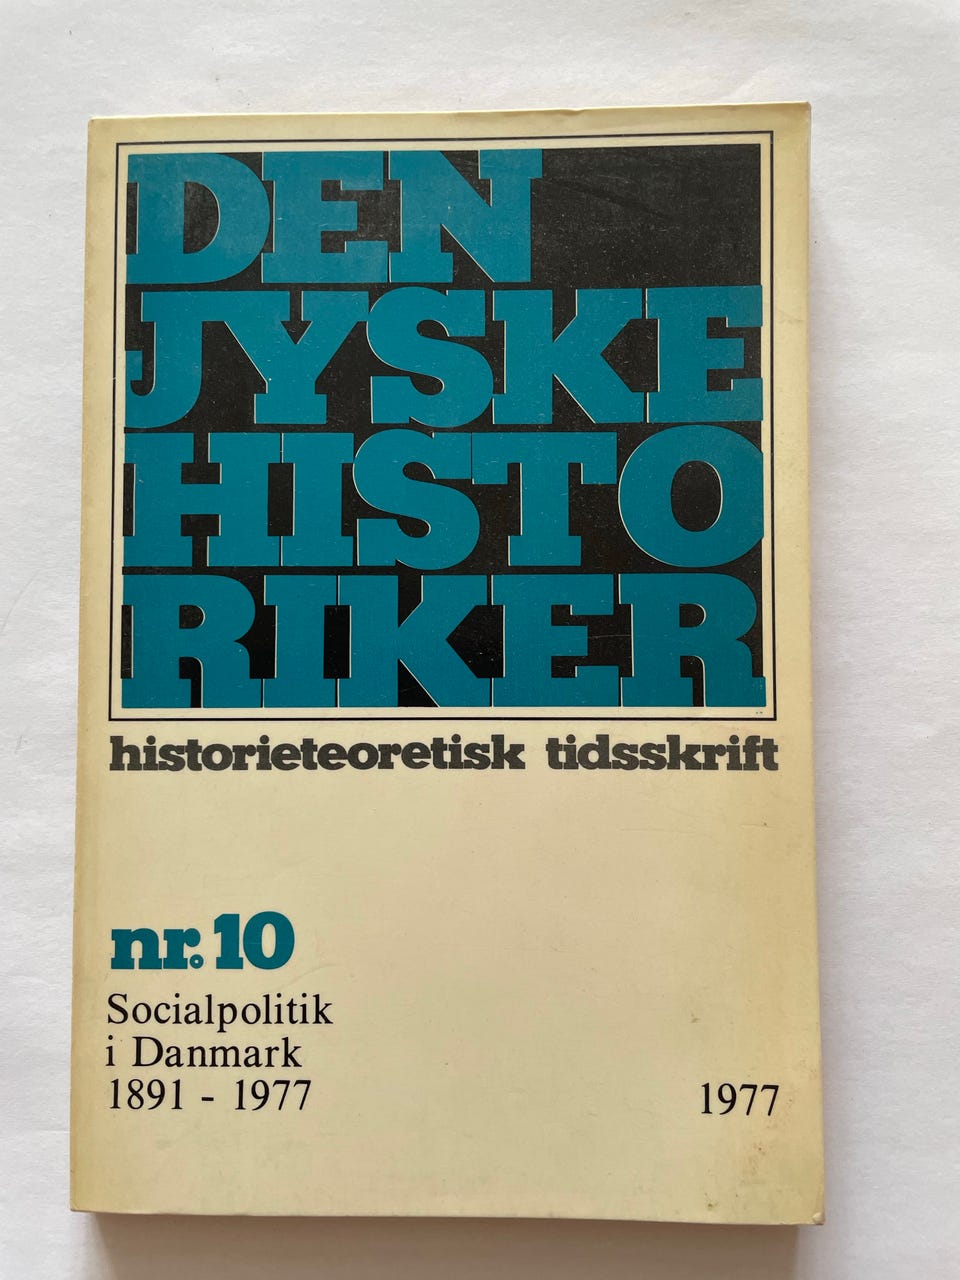 DEN
JYSKE
HISTO
RIKER
historieteoretisk tidsskrift
nr. 10
Socialpolitik
i Danmark
1891 - 1977
1977